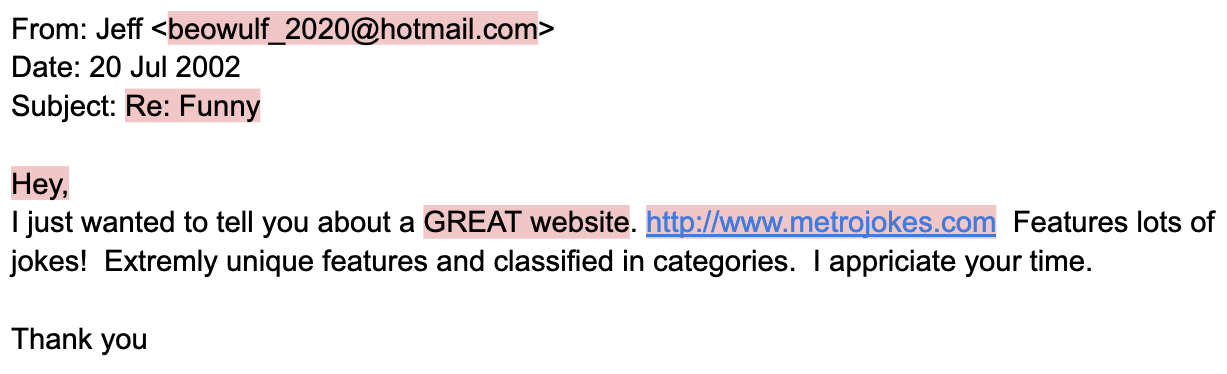 From: Jeff <beowulf_2020@hotmail.com>
Date: 20 Jul 2002
Subject: Re: Funny
Hey,
I just wanted to tell you about a GREAT website. http://www.metrojokes.com  Features lots of
jokes!  Extremly unique features and classified in categories.  I appriciate your time.
Thank you